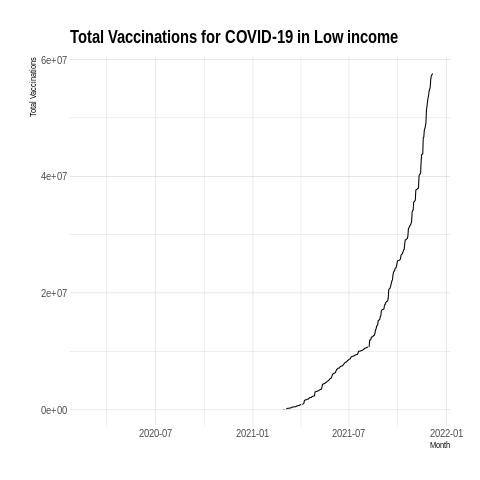 Total Vaccinations for COVID-19 in Low income
Total Vaccinations
6e+07
4e+07
2e+07
0e+00
2020-07 2021-01 2021-07 2022-01
Month